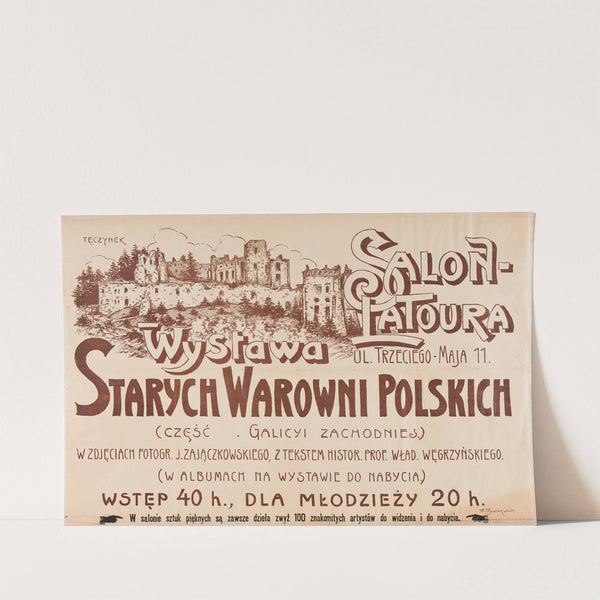 TĘCZYNEK
SALON-
LATOURA
UL. TRZECIEGO-MAJA 11.
Wystawa
STARYCH WAROWNI POLSKICH
(CZĘŚĆ . GALICYI ZACHODNIEJ.)
W ZDJĘCIACH FOTOGR. J. ZAJĄCZKOWSKIEGO, Z TEKSTEM HISTOR. PROF. WŁAD. WĘGRZYŃSKIEGO.
(W ALBUMACH NA WYSTAWIE DO NABYCIA.)
WSTĘP 40 h., DLA MŁODZIEŻY 20 h.
W salonie sztuk pięknych są zawsze dzieła zwyż 100 znakomitych artystów do widzenia i do nabycia.